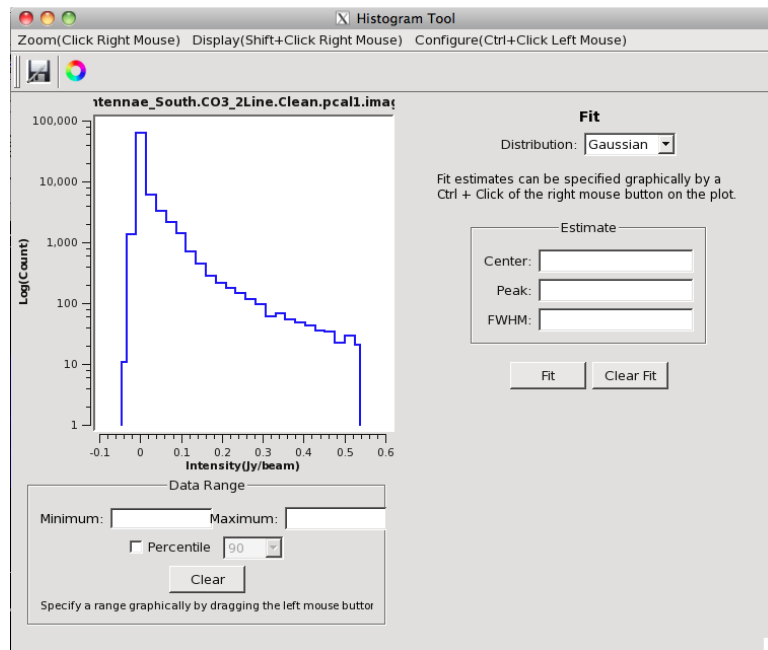 Histogram Tool
Zoom(Click Right Mouse) Display(Shift+Click Right Mouse) Configure(Ctrl+Click Left Mouse)
ntennae_South.CO3_2Line.Clean.pcal1.imag
100,000
10,000
1,000
100
10
1
Log(Count)
-0.1 0 0.1 0.2 0.3 0.4 0.5 0.6
Intensity(Jy/beam)
Data Range
Minimum: Maximum:
Percentile 90
Clear
Specify a range graphically by dragging the left mouse button
Fit
Distribution: Gaussian
Fit estimates can be specified graphically by a
Ctrl + Click of the right mouse button on the plot.
Estimate
Center:
Peak:
FWHM:
Fit Clear Fit